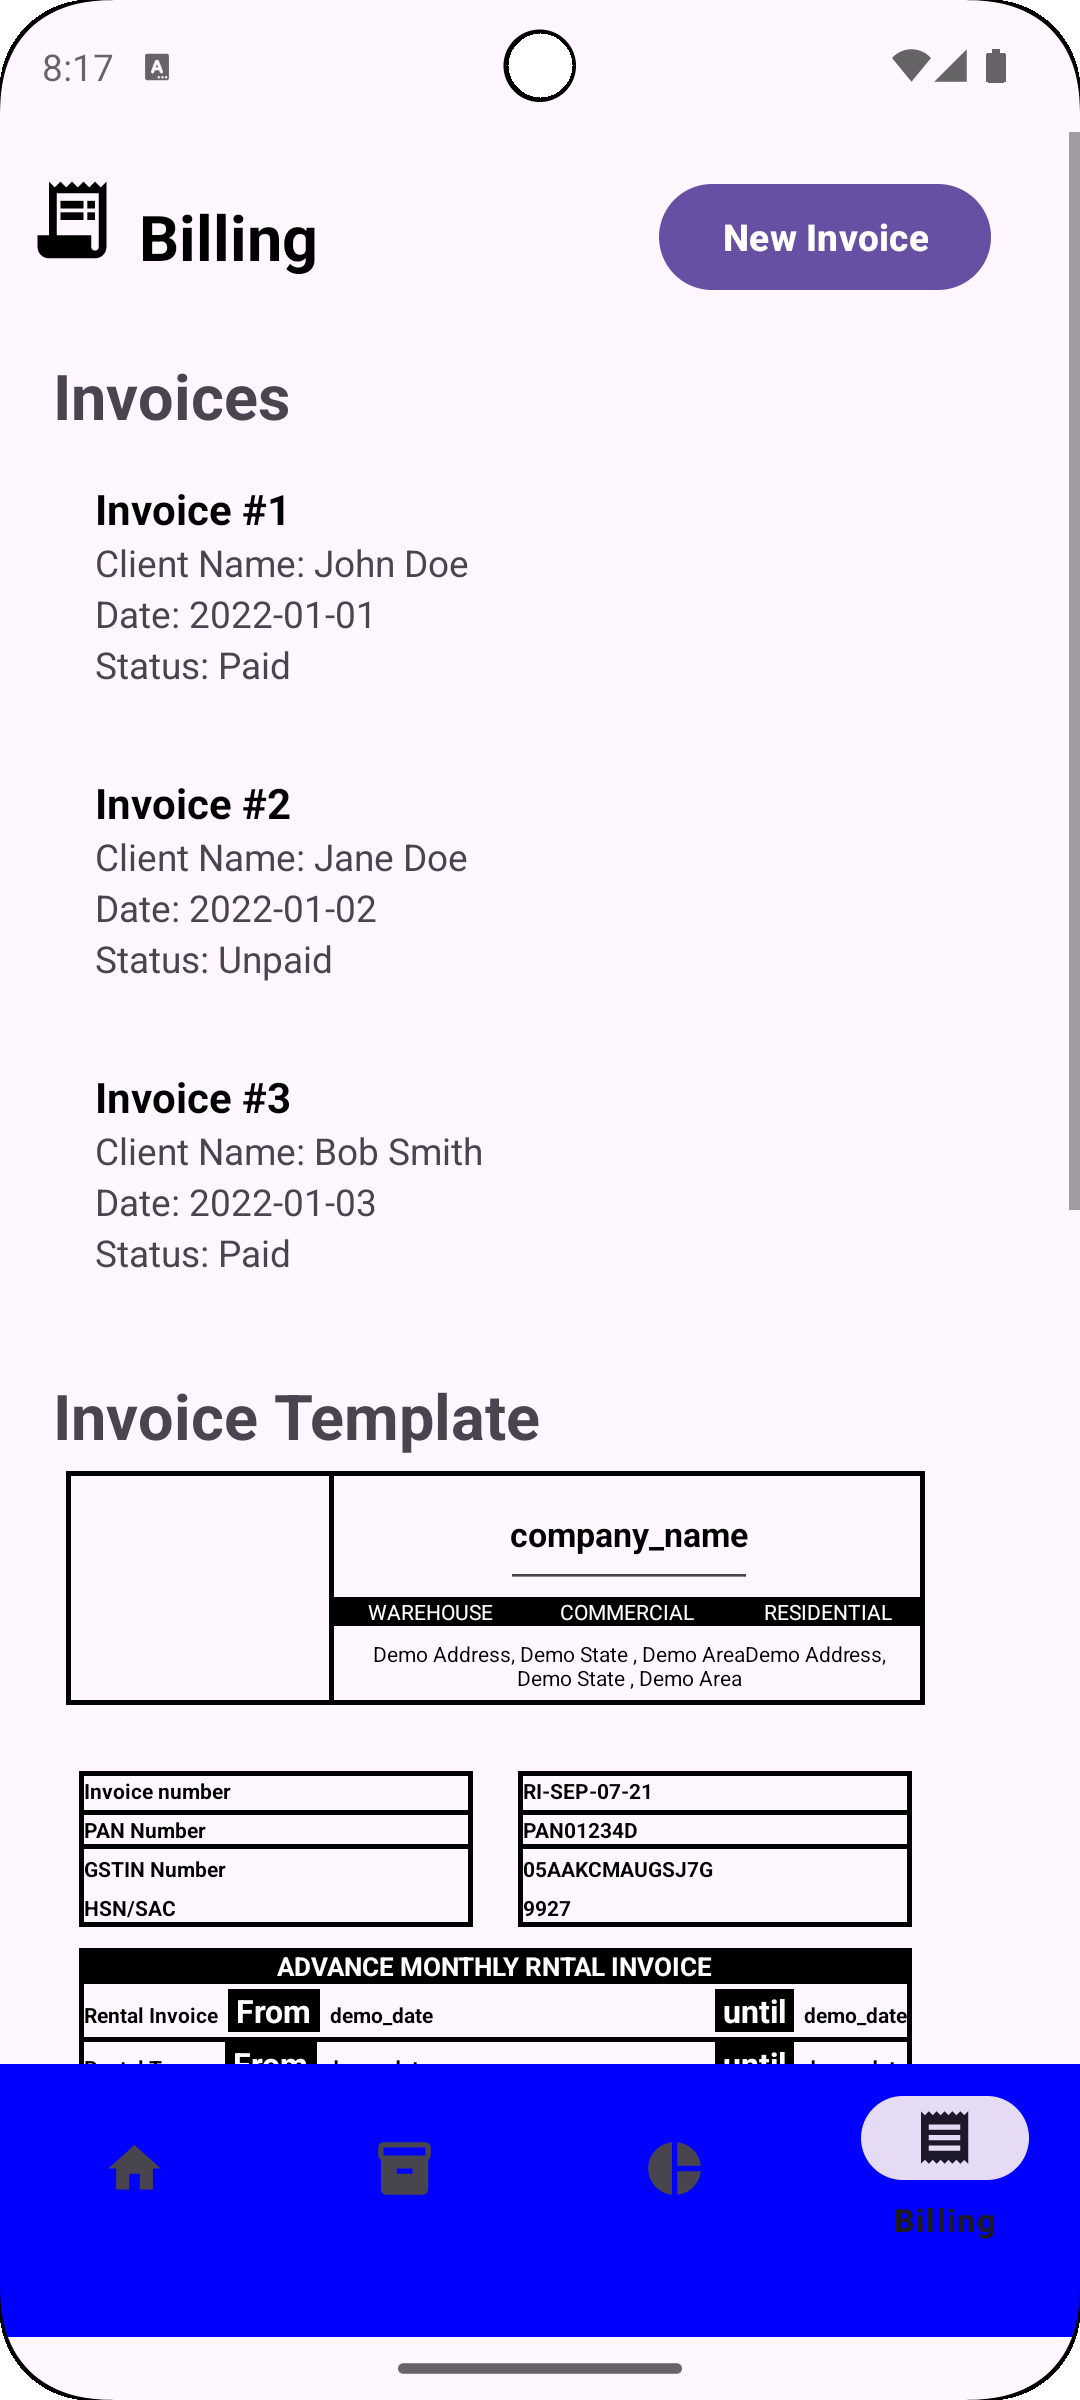 8:17
Billing
New Invoice
Invoices
Invoice #1
Client Name: John Doe
Date: 2022-01-01
Status: Paid
Invoice #2
Client Name: Jane Doe
Date: 2022-01-02
Status: Unpaid
Invoice #3
Client Name: Bob Smith
Date: 2022-01-03
Status: Paid
Invoice Template
company_name
WAREHOUSE COMMERCIAL RESIDENTIAL
Demo Address, Demo State , Demo AreaDemo Address,
Demo State , Demo Area
Invoice number RI-SEP-07-21
PAN Number PAN01234D
GSTIN Number 05AAKCMAUGSJ7G
HSN/SAC 9927
ADVANCE MONTHLY RNTAL INVOICE
Rental Invoice From demo_date until demo_date
From until
Billing